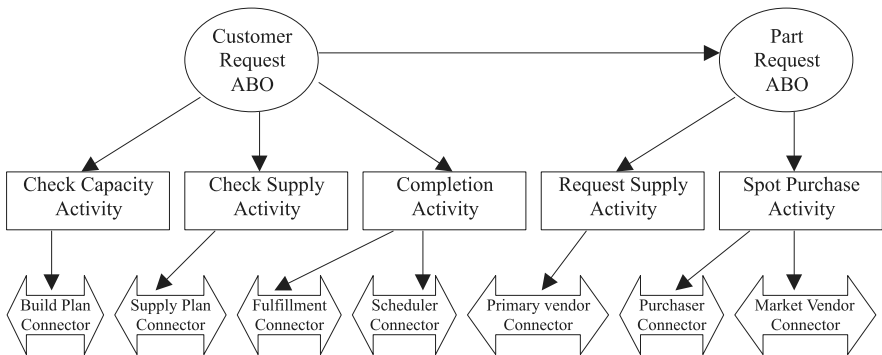 Customer
Request
ABO
Part
Request
ABO
Check Capacity
Activity
Check Supply
Activity
Completion
Activity
Request Supply
Activity
Spot Purchase
Activity
Build Plan
Connector
Supply Plan
Connector
Fulfillment
Connector
Scheduler
Connector
Primary vendor
Connector
Purchaser
Connector
Market Vendor
Connector